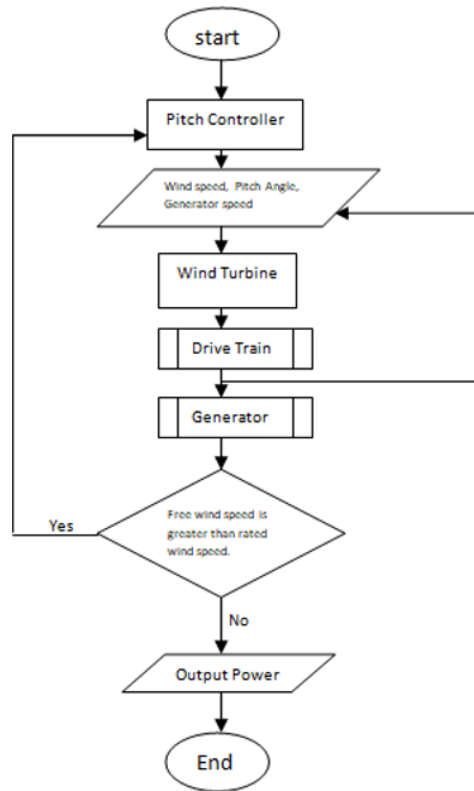 start
Pitch Controller
Wind speed, Pitch Angle,
Generator speed
Wind Turbine
Drive Train
Generator
Free wind speed is
greater than rated
wind speed.
Yes
No
Output Power
End